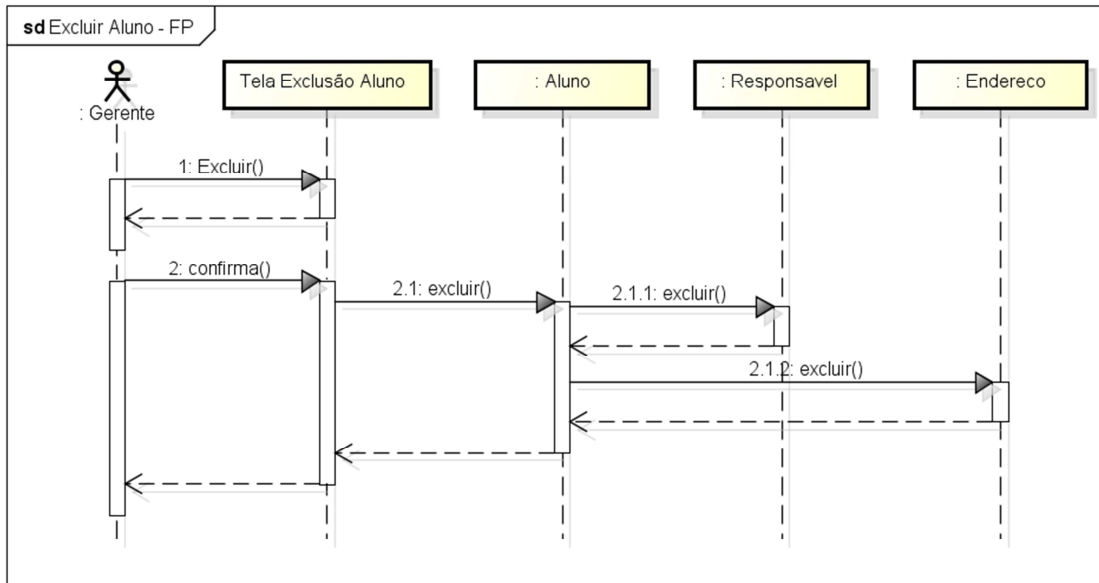 sd Excluir Aluno - FP
: Gerente
Tela Exclusão Aluno
: Aluno
: Responsavel
: Endereco
1: Excluir()
2: confirma()
2.1: excluir()
2.1.1: excluir()
2.1.2: excluir()